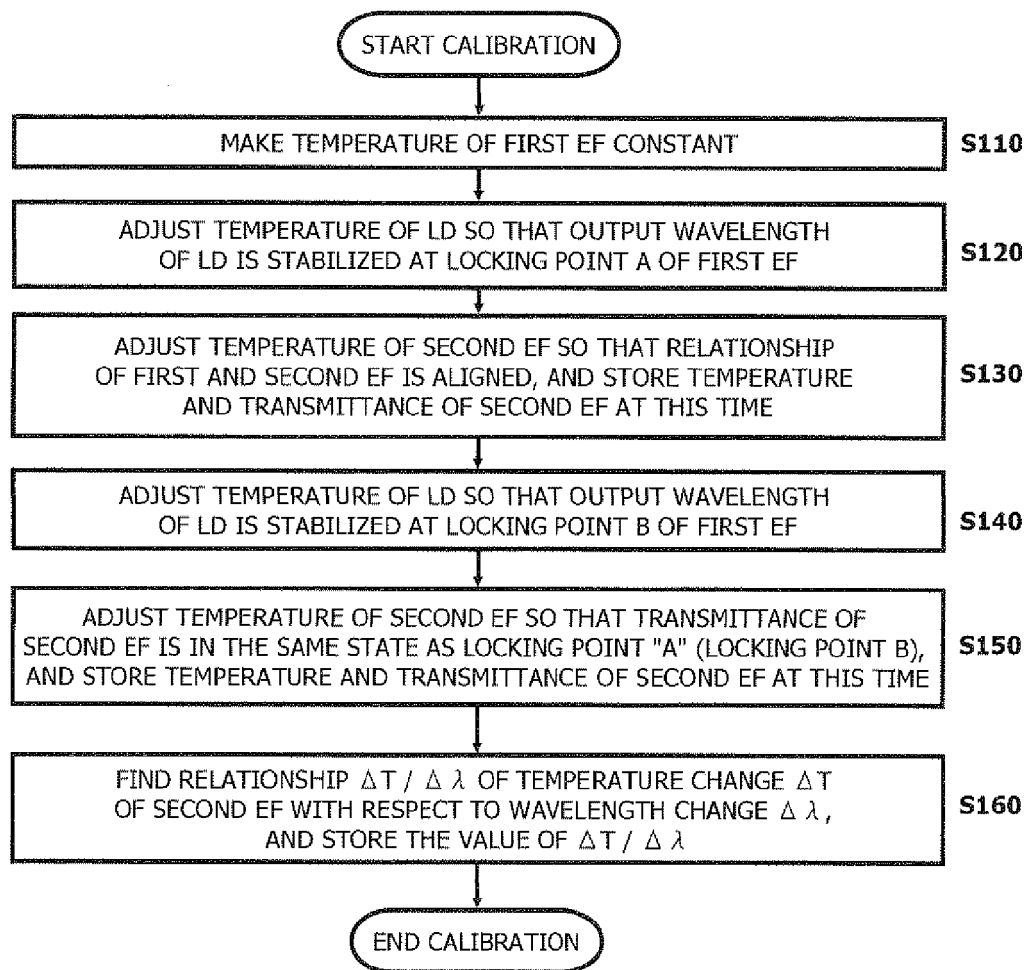 START CALIBRATION
MAKE TEMPERATURE OF FIRST EF CONSTANT
S110
ADJUST TEMPERATURE OF LD SO THAT OUTPUT WAVELENGTH
OF LD IS STABILIZED AT LOCKING POINT A OF FIRST EF
S120
ADJUST TEMPERATURE OF SECOND EF SO THAT RELATIONSHIP
OF FIRST AND SECOND EF IS ALIGNED, AND STORE TEMPERATURE
AND TRANSMITTANCE OF SECOND EF AT THIS TIME
S130
ADJUST TEMPERATURE OF LD SO THAT OUTPUT WAVELENGTH
OF LD IS STABILIZED AT LOCKING POINT B OF FIRST EF
S140
ADJUST TEMPERATURE OF SECOND EF SO THAT TRANSMITTANCE OF
SECOND EF IS IN THE SAME STATE AS LOCKING POINT "A" (LOCKING POINT B),
AND STORE TEMPERATURE AND TRANSMITTANCE OF SECOND EF AT THIS TIME
S150
FIND RELATIONSHIP ΔT / Δλ OF TEMPERATURE CHANGE ΔT
OF SECOND EF WITH RESPECT TO WAVELENGTH CHANGE Δλ,
AND STORE THE VALUE OF ΔT / Δλ
S160
END CALIBRATION